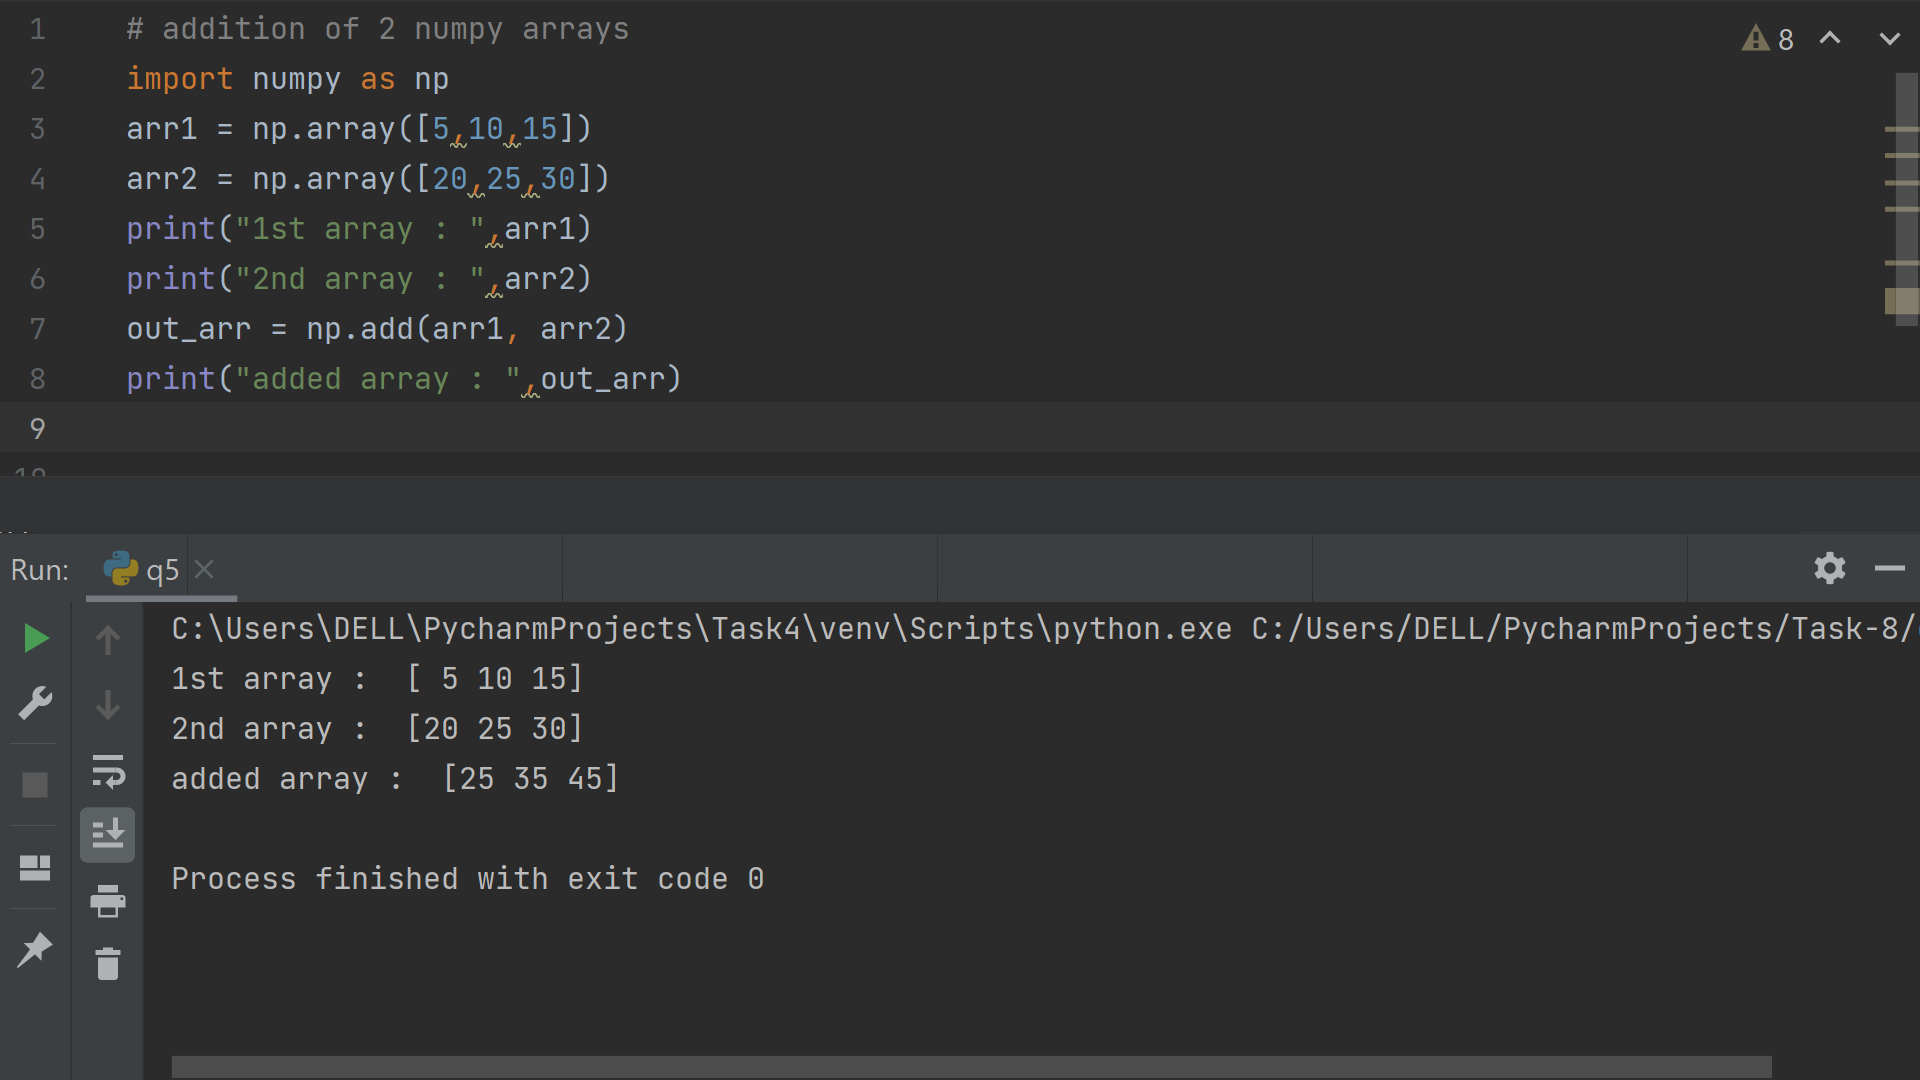 1 # addition of 2 numpy arrays
2 import numpy as np
3 arr1 = np.array([5,10,15])
4 arr2 = np.array([20,25,30])
5 print("1st array : ",arr1)
6 print("2nd array : ",arr2)
7 out_arr = np.add(arr1, arr2)
8 print("added array : ",out_arr)
9
10
8
Run: q5
C:\Users\DELL\PycharmProjects\Task4\venv\Scripts\python.exe C:/Users/DELL/PycharmProjects/Task-8/
1st array :  [ 5 10 15]
2nd array :  [20 25 30]
added array :  [25 35 45]
Process finished with exit code 0